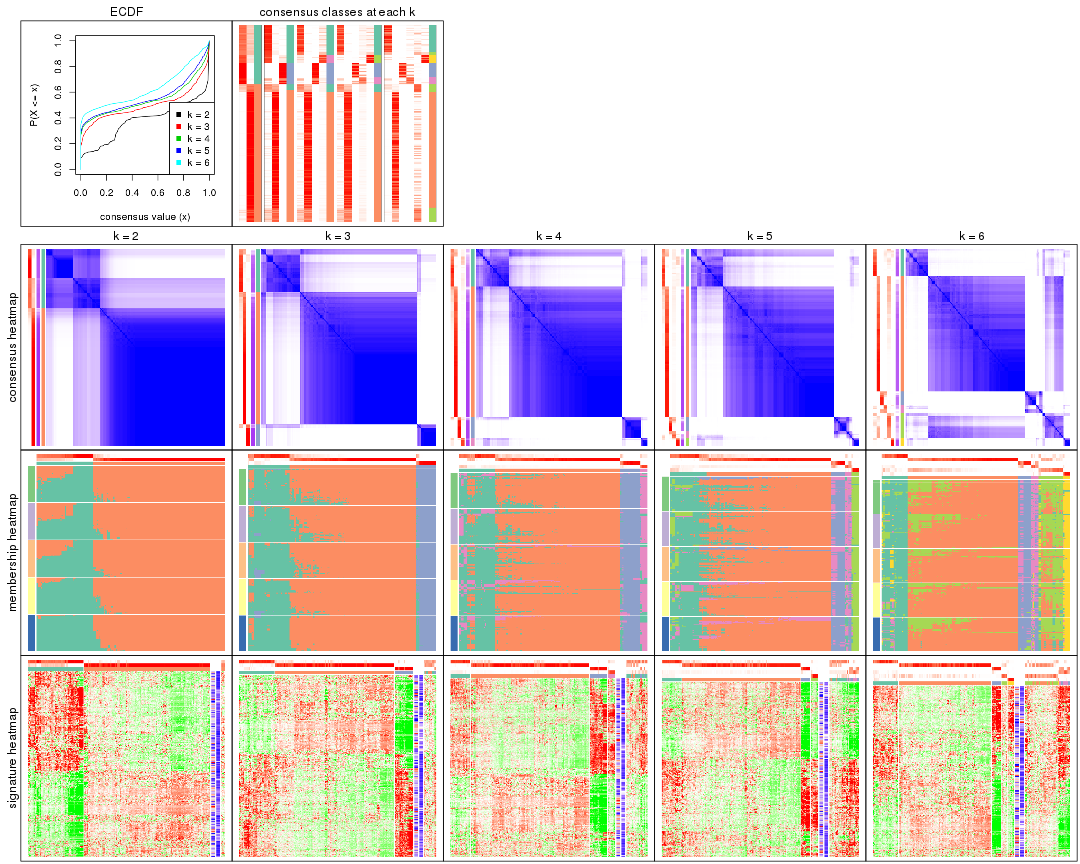 ECDF
consensus classes at each k
P(X <= x)
0.0 0.2 0.4 0.6 0.8 1.0
k = 2
k = 3
k = 4
k = 5
k = 6
0.0 0.2 0.4 0.6 0.8 1.0
consensus value (x)
k = 2
k = 3
k = 4
k = 5
k = 6
consensus heatmap
membership heatmap
signature heatmap